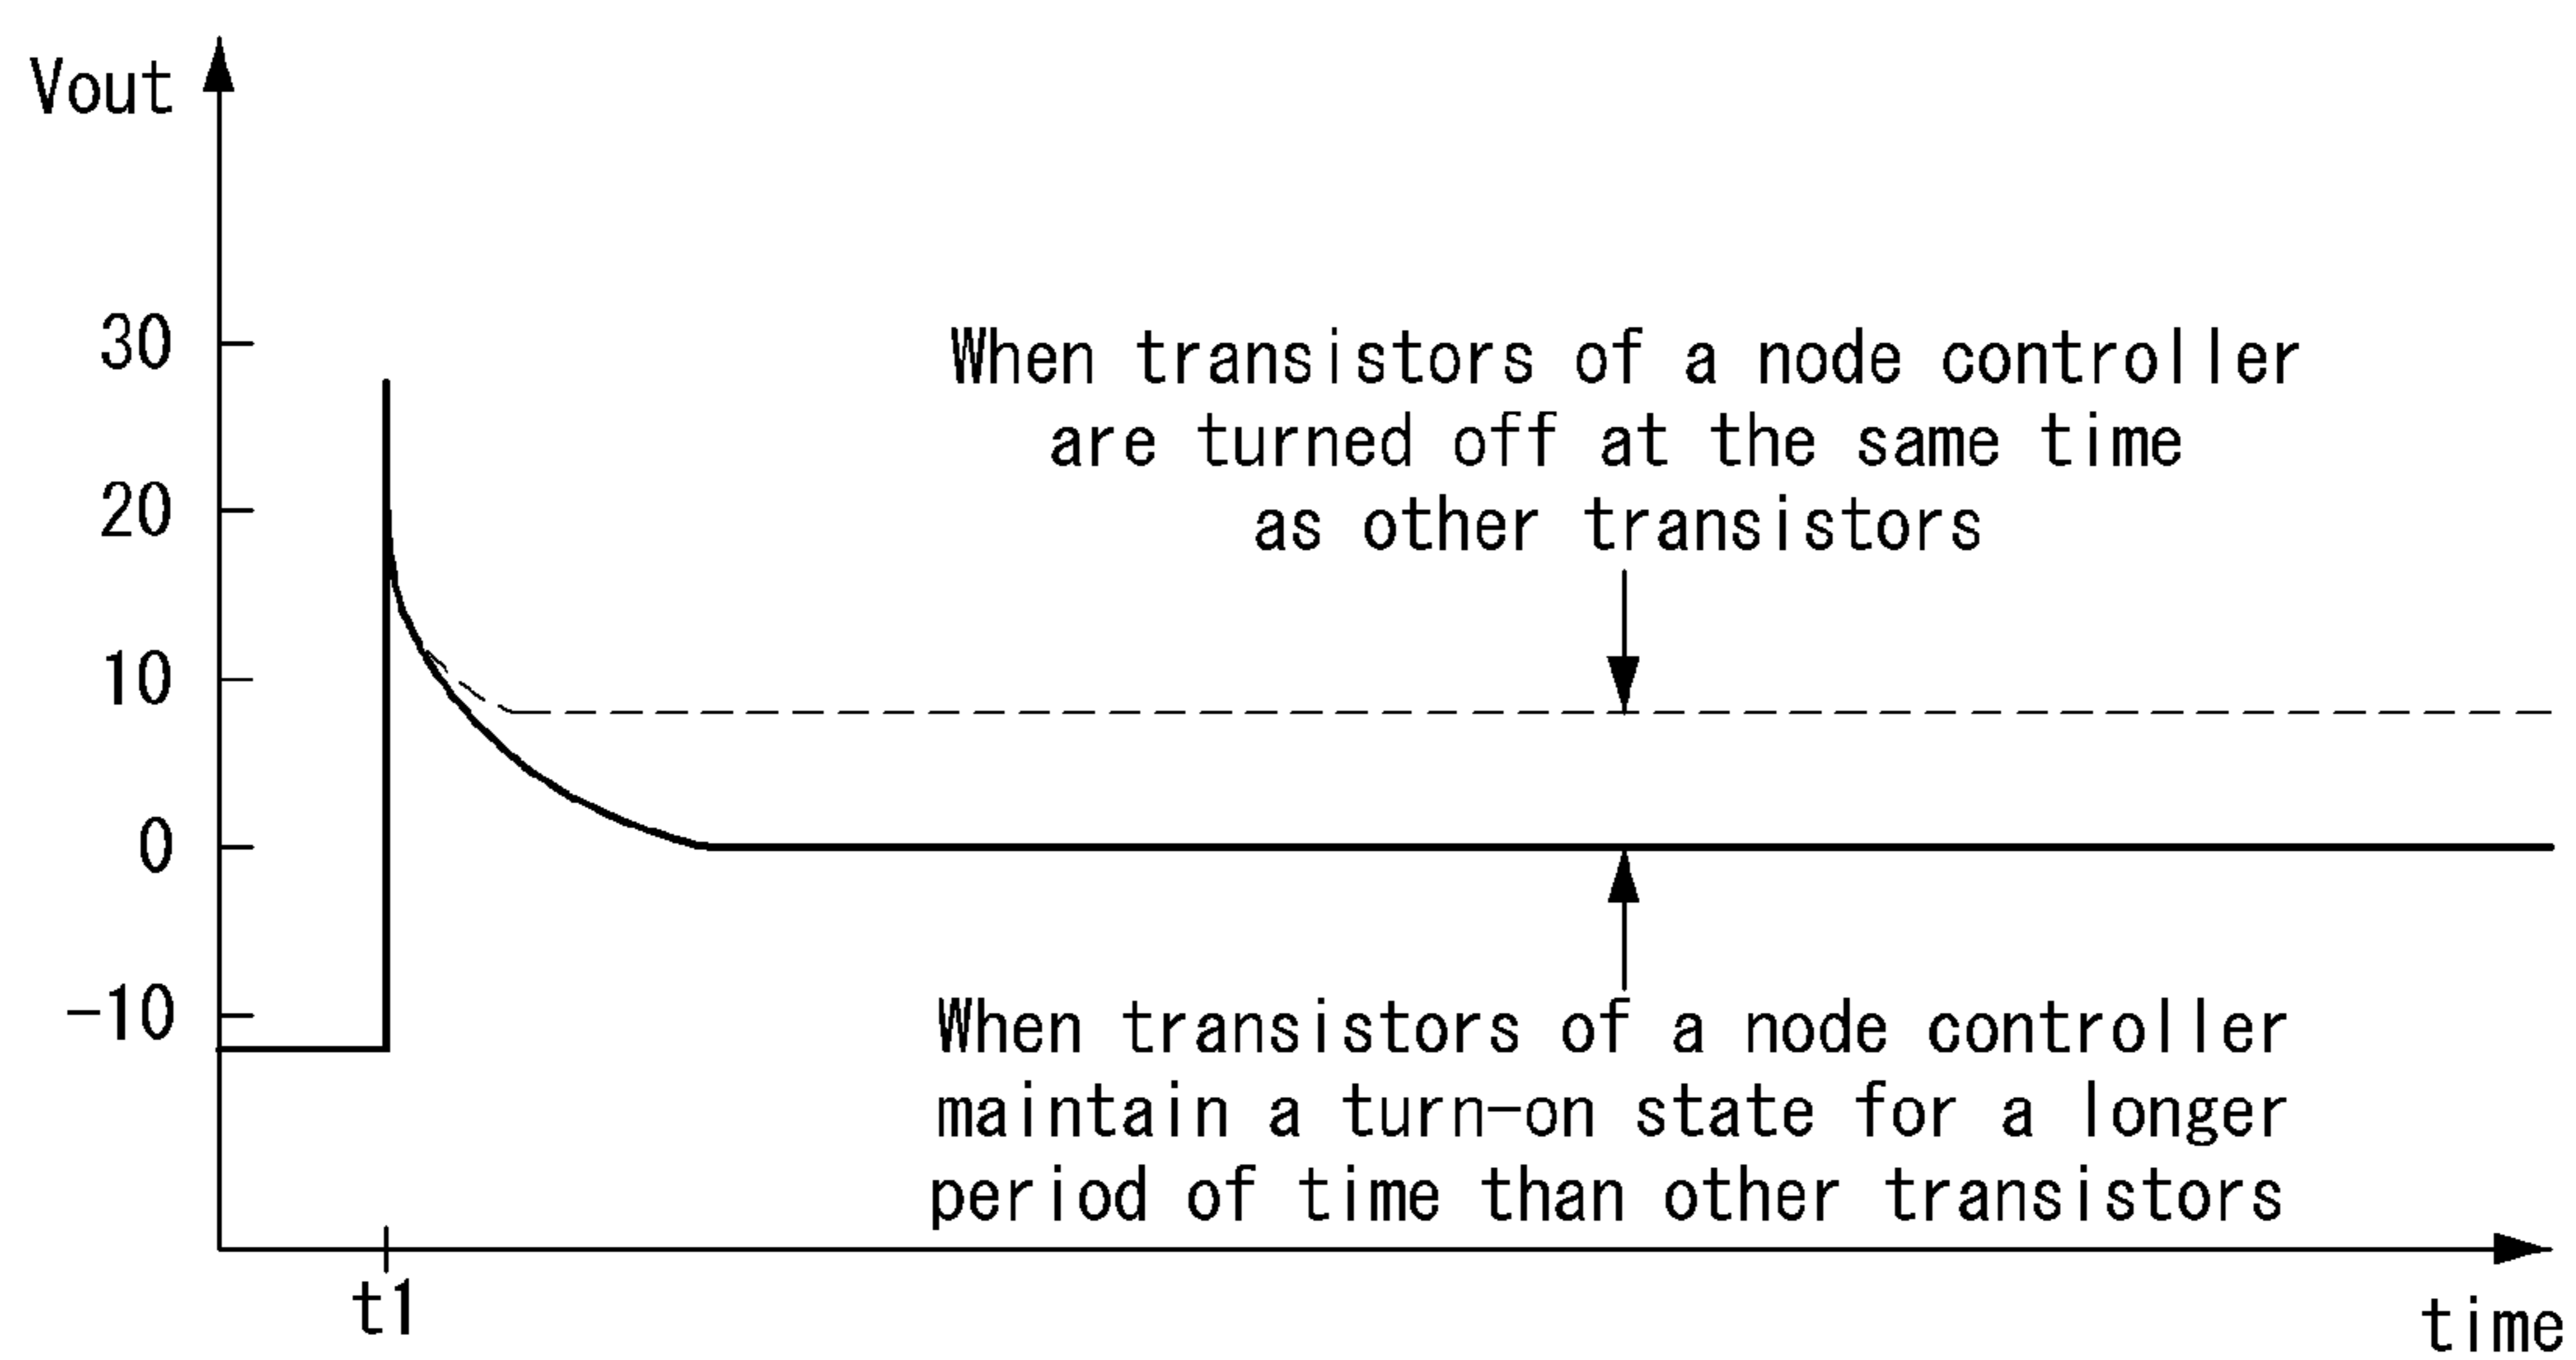 Vout
30
When transistors of a node controller
are turned off at the same time
20
as other transistors
10
0
-10
When transistors of a node controller
maintain a turn-on state for a longer
period of time than other transistors
t1
time